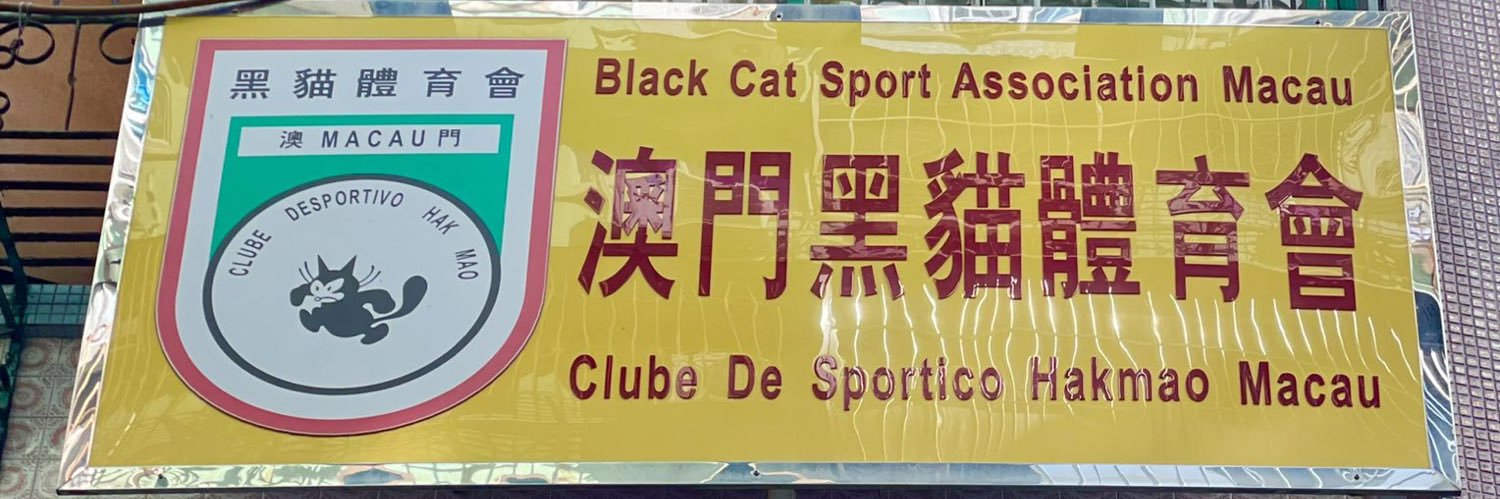 黑貓體育會
澳 MACAU 門
CLUBE DESPORTIVO HAK MAO
Black Cat Sport Association Macau
澳門黑貓體育會
Clube De Sportico Hakmao Macau